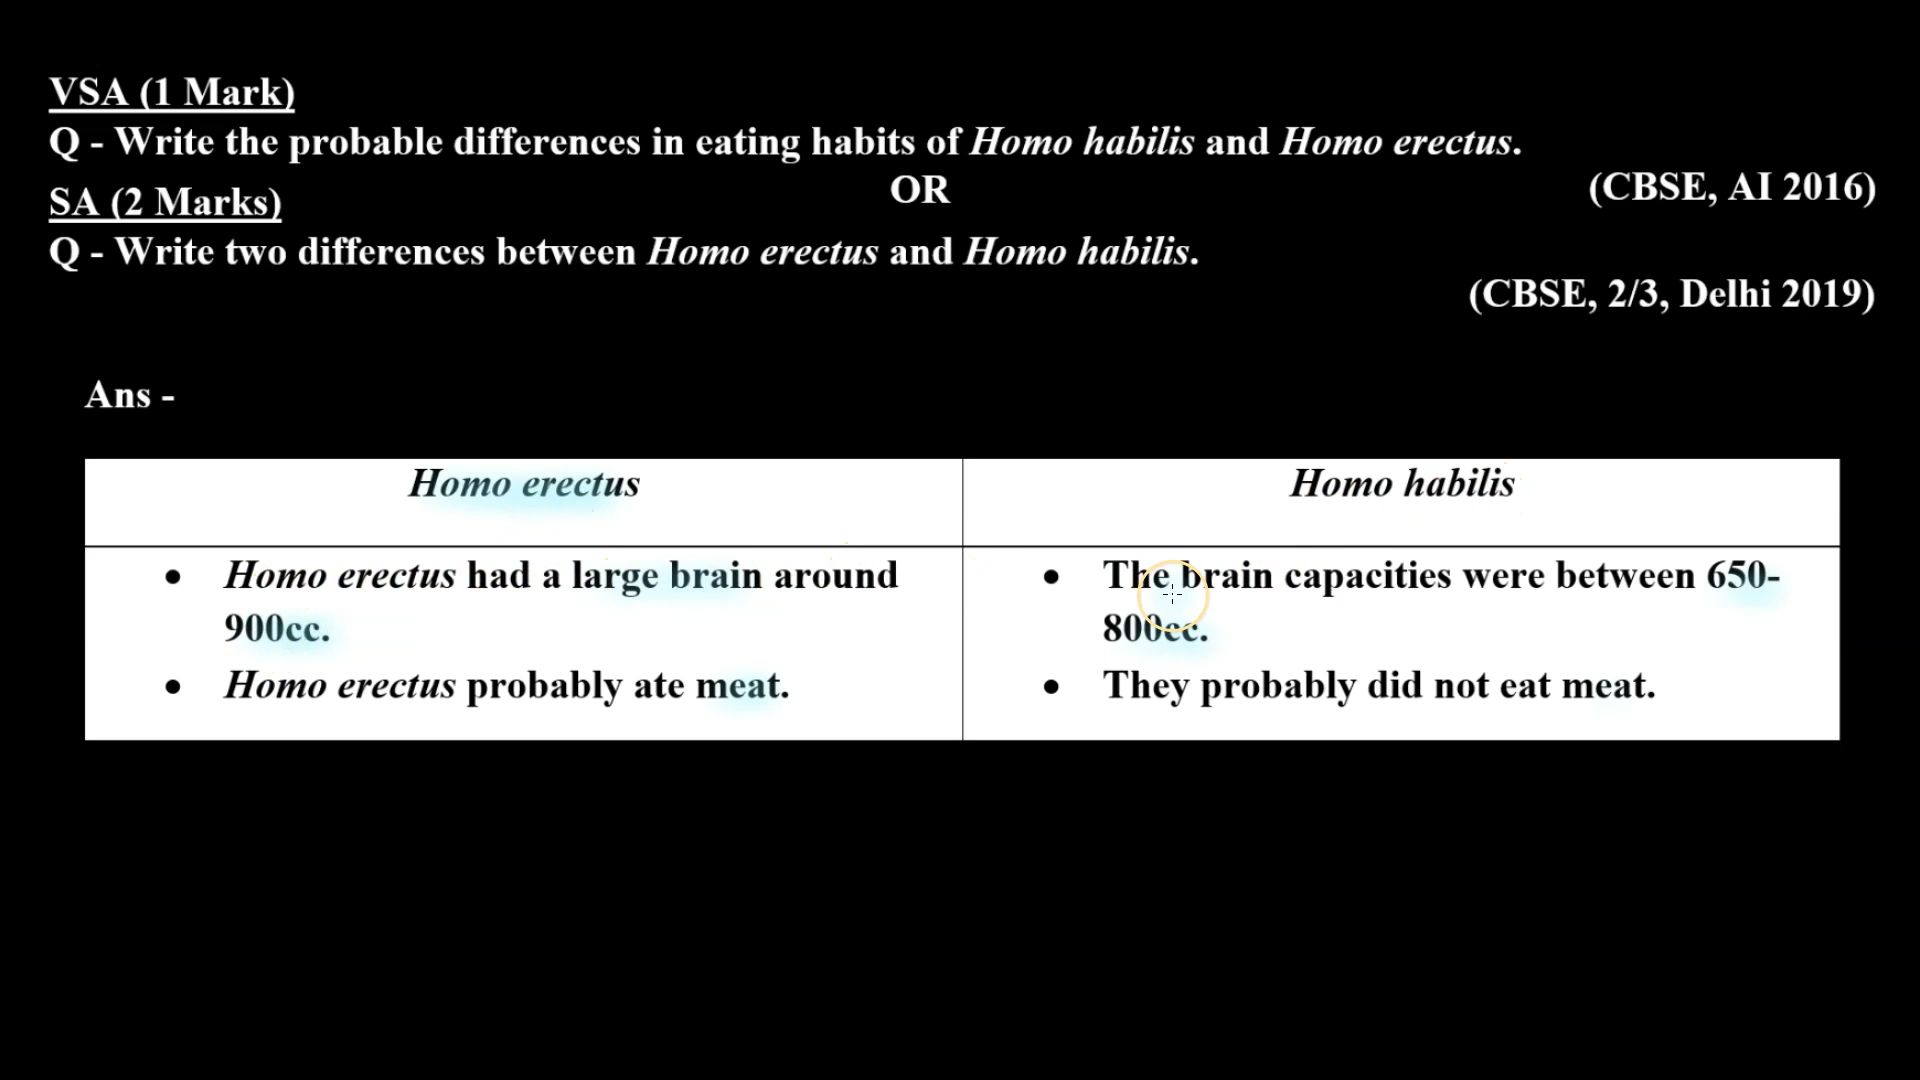 VSA (1 Mark)
Q - Write the probable differences in eating habits of Homo habilis and Homo erectus.
(CBSE, AI 2016)
OR
SA (2 Marks)
Q - Write two differences between Homo erectus and Homo habilis.
(CBSE, 2/3, Delhi 2019)
Ans -
Homo erectus
Homo habilis
• Homo erectus had a large brain around
900cc.
• Homo erectus probably ate meat.
• The brain capacities were between 650-
800cc.
• They probably did not eat meat.